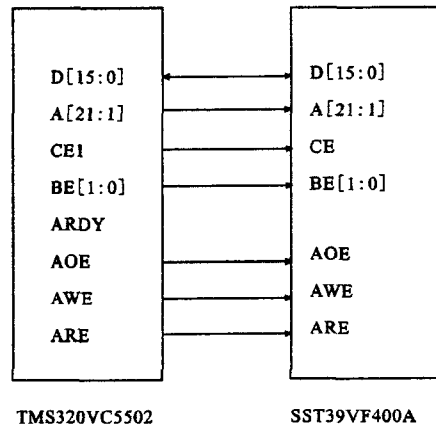 D[15:0] D[15:0]
A[21:1] A[21:1]
CE1 CE
BE[1:0] BE[1:0]
ARDY
AOE AOE
AWE AWE
ARE ARE
TMS320VC5502 SST39VF400A